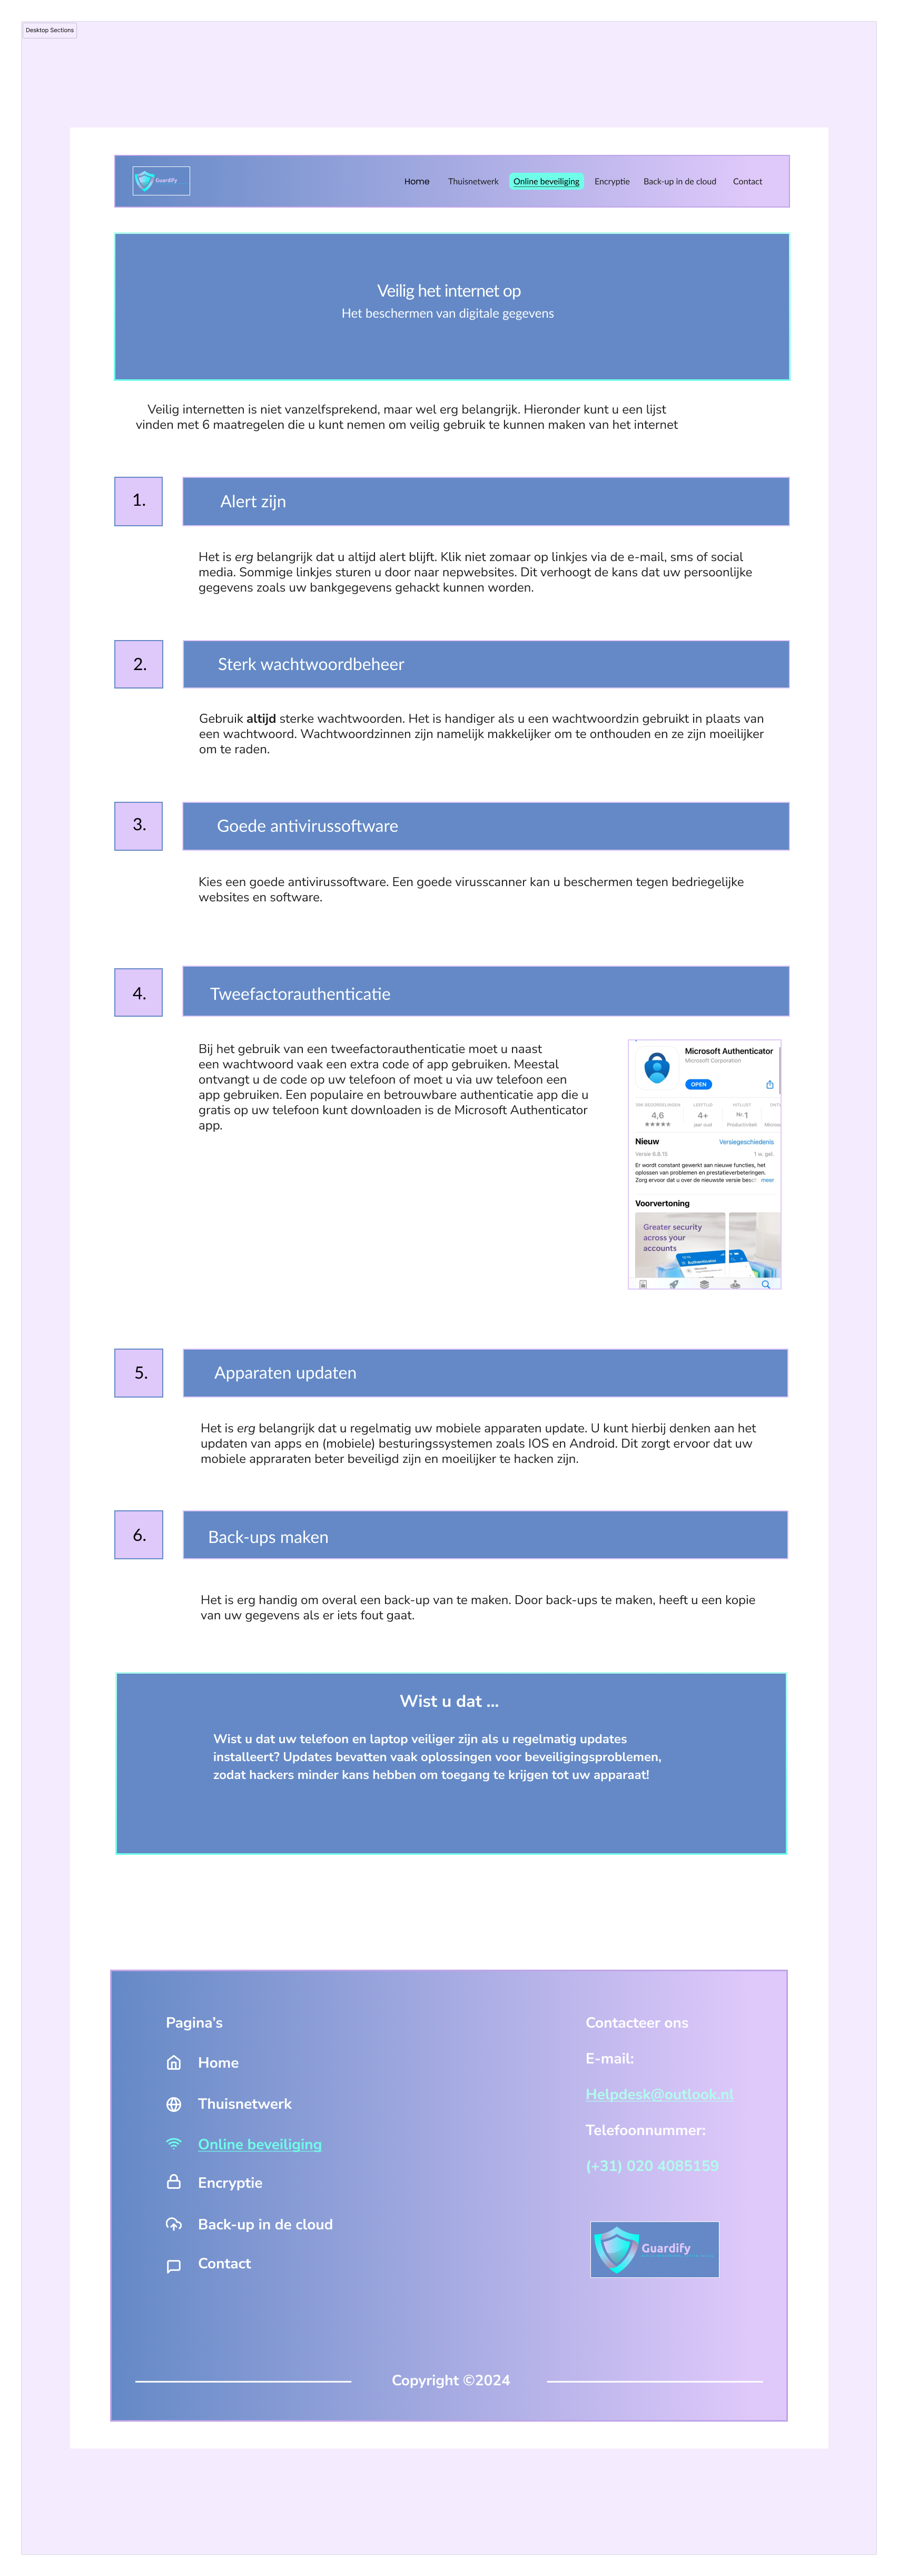 Desktop Sections
Guardify
Home Thuisnetwerk Online beveiliging Encryptie Back-up in de cloud Contact
Veilig het internet op
Het beschermen van digitale gegevens
Veilig internetten is niet vanzelfsprekend, maar wel erg belangrijk. Hieronder kunt u een lijst
vinden met 6 maatregelen die u kunt nemen om veilig gebruik te kunnen maken van het internet
1. Alert zijn
Het is erg belangrijk dat u altijd alert blijft. Klik niet zomaar op linkjes via de e-mail, sms of social
media. Sommige linkjes sturen u door naar nepwebsites. Dit verhoogt de kans dat uw persoonlijke
gegevens zoals uw bankgegevens gehackt kunnen worden.
2. Sterk wachtwoordbeheer
Gebruik altijd sterke wachtwoorden. Het is handiger als u een wachtwoordzin gebruikt in plaats van
een wachtwoord. Wachtwoordzinnen zijn namelijk makkelijker om te onthouden en ze zijn moeilijker
om te raden.
3. Goede antivirussoftware
Kies een goede antivirussoftware. Een goede virusscanner kan u beschermen tegen bedriegelijke
websites en software.
4. Tweefactorauthenticatie
Bij het gebruik van een tweefactorauthenticatie moet u naast
een wachtwoord vaak een extra code of app gebruiken. Meestal
ontvangt u de code op uw telefoon of moet u via uw telefoon een
app gebruiken. Een populaire en betrouwbare authenticatie app die u
gratis op uw telefoon kunt downloaden is de Microsoft Authenticator
app.
Microsoft Authenticator
Microsoft Corporation
OPEN
BEOORDELINGEN LEEFTIJD HITLIJST
4,6 4+ Nr. 1
★★★★★ jaar oud Productiviteit
Nieuw Versiegeschiedenis
Versie 6.8.15 1 w. gel.
Er wordt constant gewerkt aan nieuwe functies, het
oplossen van problemen en prestatieverbeteringen.
Zorg ervoor dat u over de nieuwste versie besc meer
Voorvertoning
Greater security
across your
accounts
Authenticator
5. Apparaten updaten
Het is erg belangrijk dat u regelmatig uw mobiele apparaten update. U kunt hierbij denken aan het
updaten van apps en (mobiele) besturingssystemen zoals IOS en Android. Dit zorgt ervoor dat uw
mobiele appararaten beter beveiligd zijn en moeilijker te hacken zijn.
6. Back-ups maken
Het is erg handig om overal een back-up van te maken. Door back-ups te maken, heeft u een kopie
van uw gegevens als er iets fout gaat.
Wist u dat ...
Wist u dat uw telefoon en laptop veiliger zijn als u regelmatig updates
installeert? Updates bevatten vaak oplossingen voor beveiligingsproblemen,
zodat hackers minder kans hebben om toegang te krijgen tot uw apparaat!
Pagina's
Home
Thuisnetwerk
Online beveiliging
Encryptie
Back-up in de cloud
Contact
Contacteer ons
E-mail:
Helpdesk@outlook.nl
Telefoonnummer:
(+31) 020 4085159
Guardify
Copyright ©2024